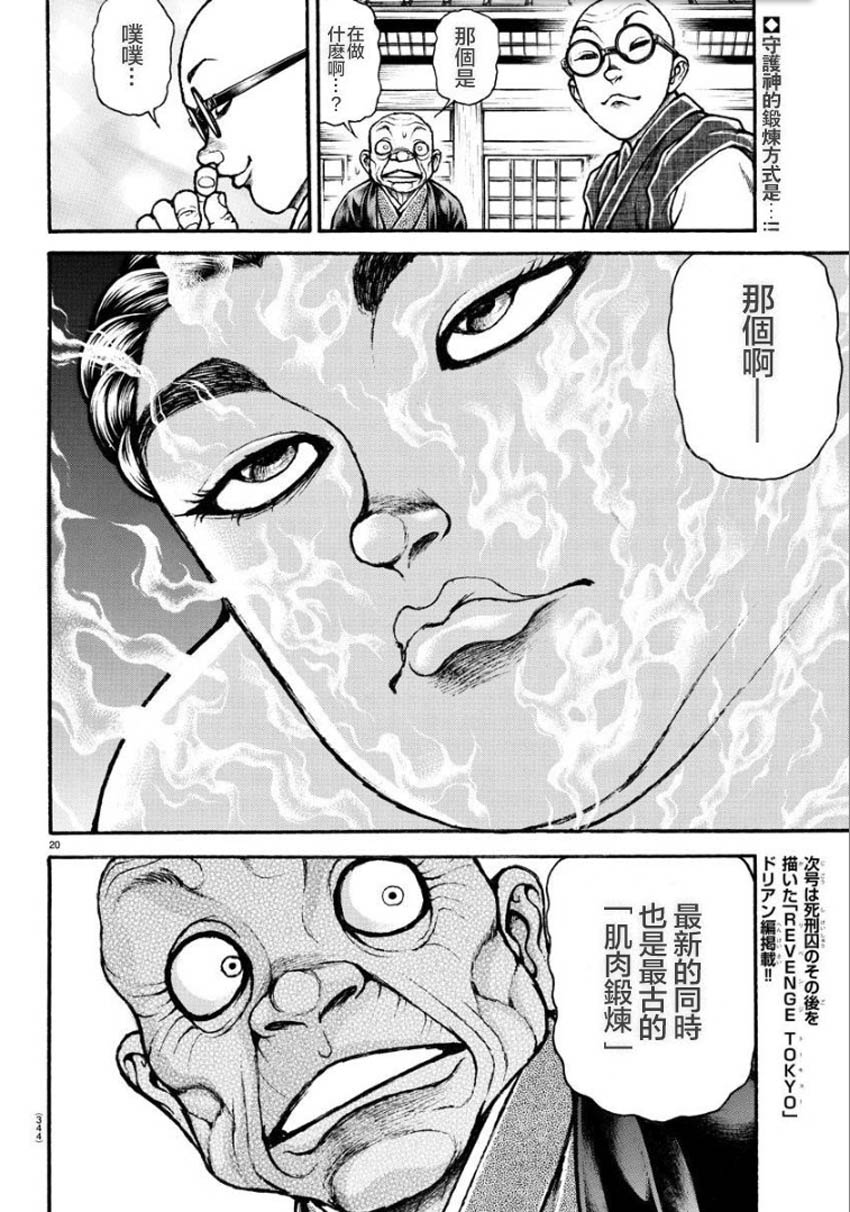 ◆守護神的鍛煉方式是…!!
那個是
在做
什麽啊…?
噗噗…
那個啊——
20
最新的同時
也是最古的
「肌肉鍛煉」
次号は死刑囚のその後を
描いた「REVENGE TOKYO」
ドリアン編掲載!!
(344)